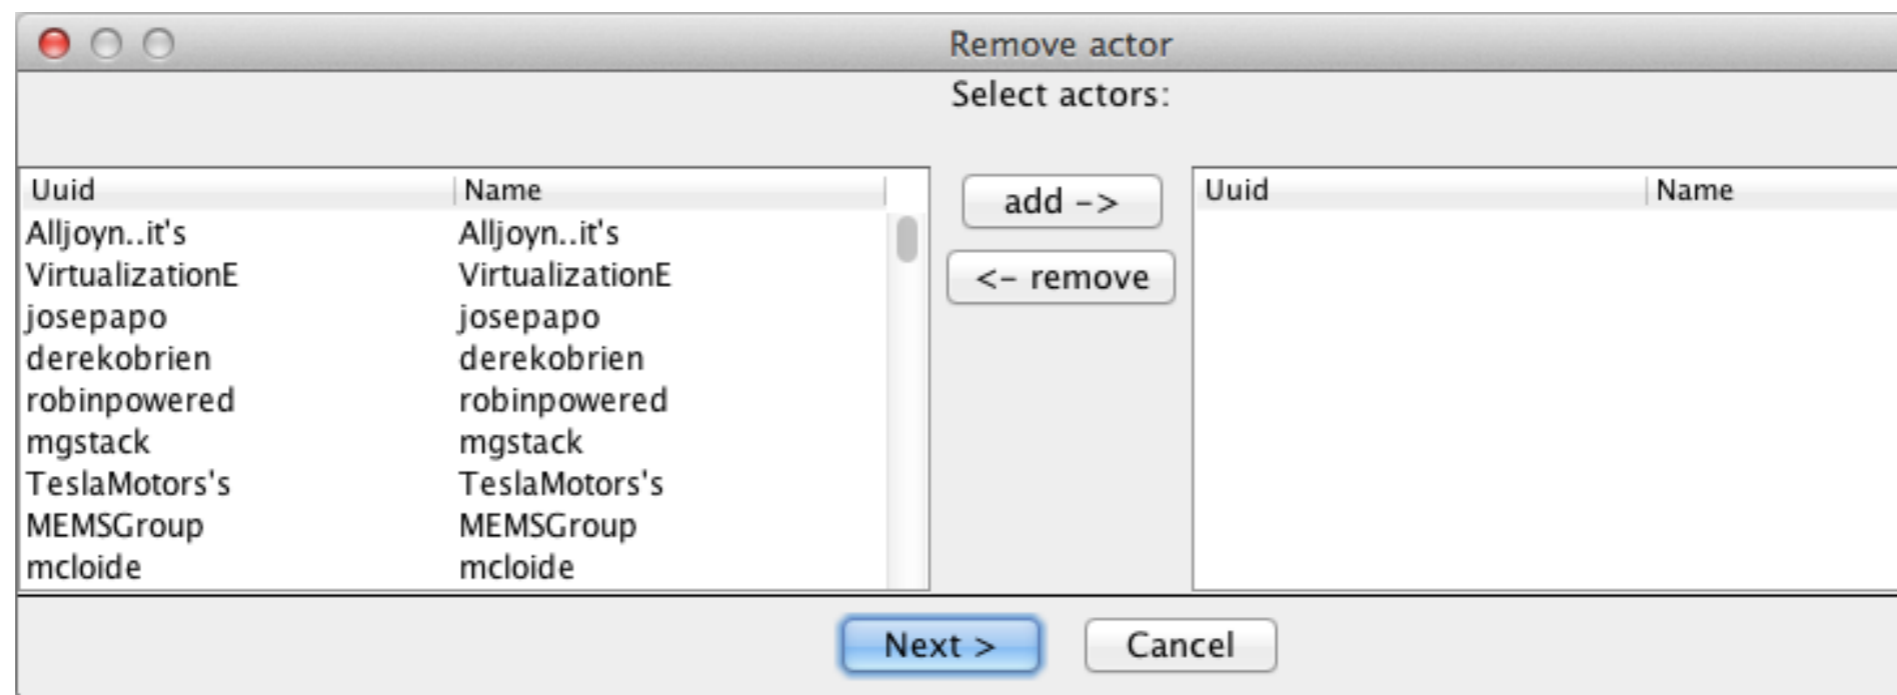 Remove actor
Select actors:
Uuid Name add -> Uuid Name
Alljoyn..it's Alljoyn..it's
VirtualizationE VirtualizationE <- remove
josepapo josepapo
derekobrien derekobrien
robinpowered robinpowered
mgstack mgstack
TeslaMotors's TeslaMotors's
MEMSGroup MEMSGroup
mcloide mcloide
Next > Cancel